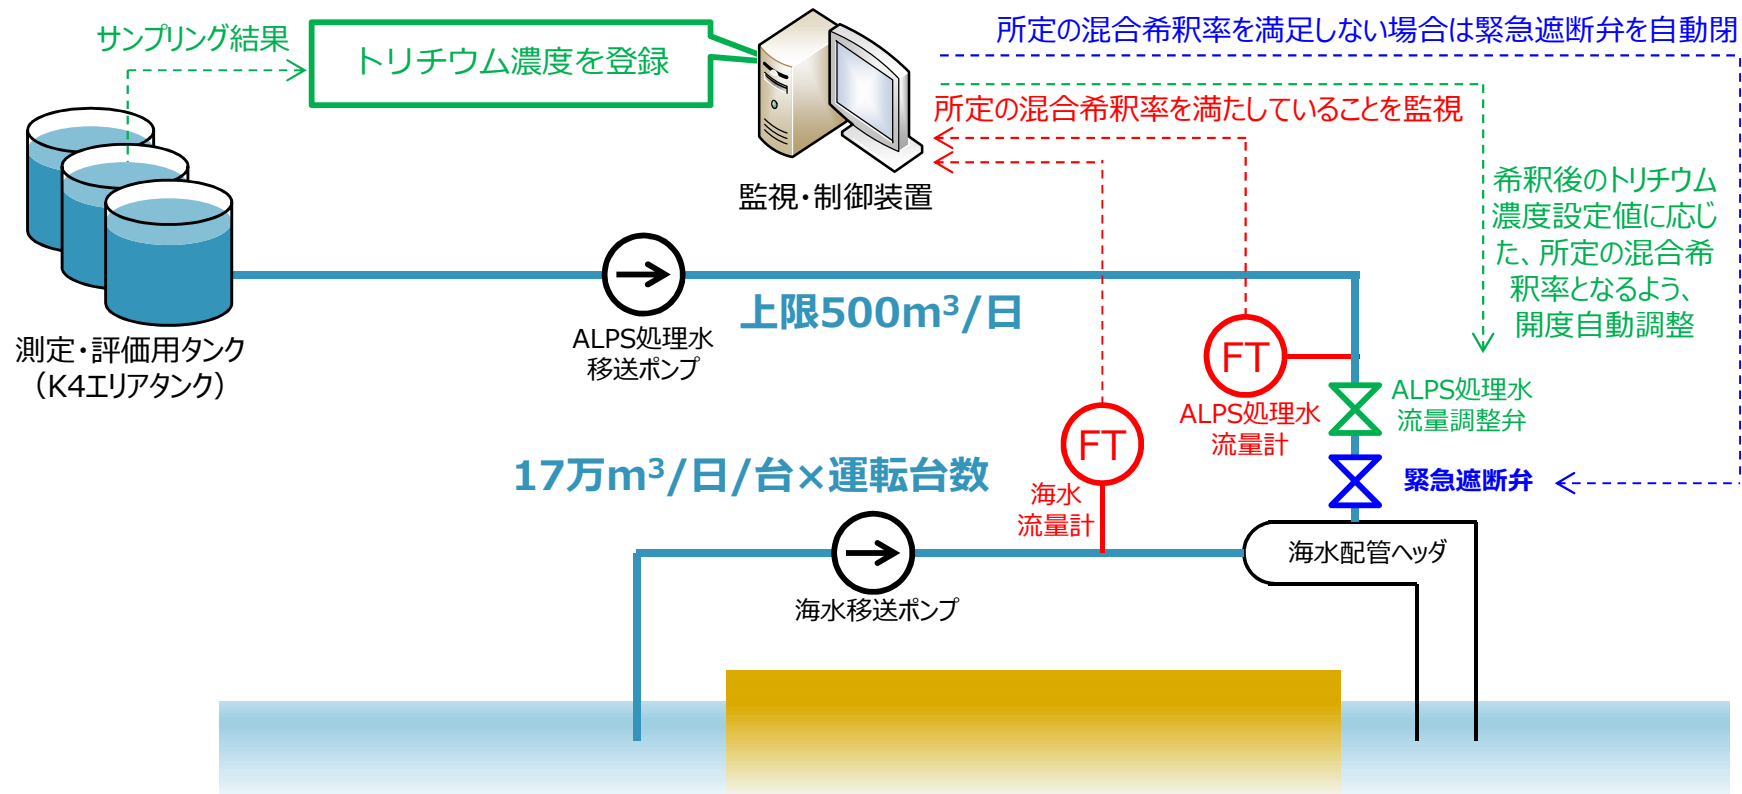 サンプリング結果
トリチウム濃度を登録
所定の混合希釈率を満足しない場合は緊急遮断弁を自動閉
所定の混合希釈率を満たしていることを監視
監視・制御装置
希釈後のトリチウム
濃度設定値に応じ
た、所定の混合希
釈率となるよう、
開度自動調整
上限500m³/日
測定・評価用タンク
（K4エリアタンク）
ALPS処理水
移送ポンプ
FT
ALPS処理水
流量計
ALPS処理水
流量調整弁
FT
海水
流量計
17万m³/日/台×運転台数
緊急遮断弁
海水配管ヘッダ
海水移送ポンプ